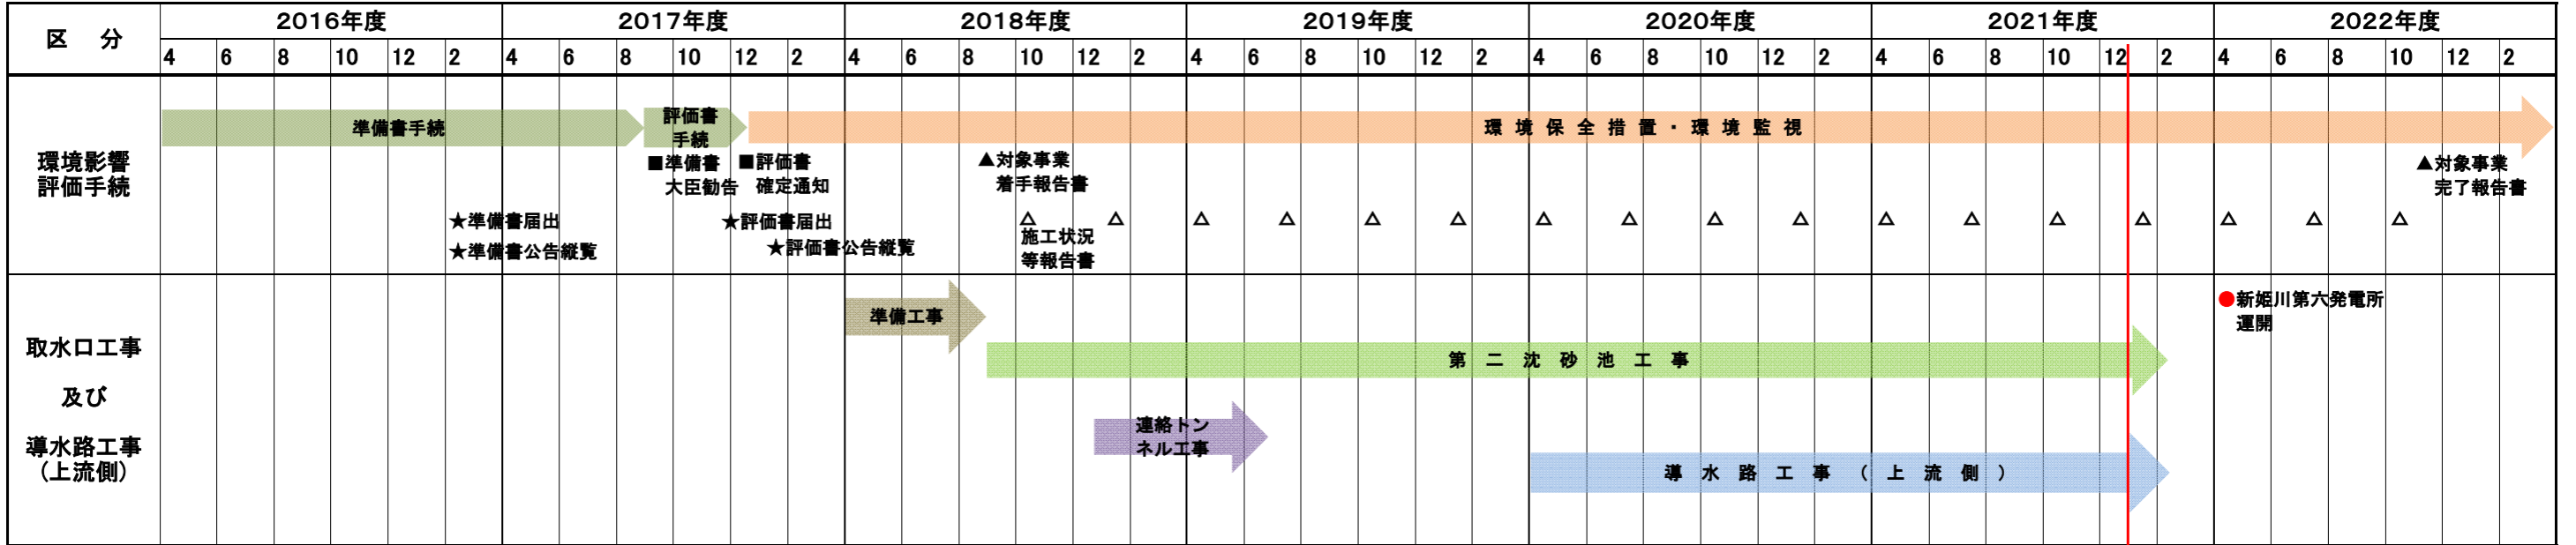 区 分
2016年度 2017年度 2018年度 2019年度 2020年度 2021年度 2022年度
4 6 8 10 12 2 4 6 8 10 12 2 4 6 8 10 12 2 4 6 8 10 12 2 4 6 8 10 12 2 4 6 8 10 12 2 4 6 8 10 12 2
環境影響
評価手続
準備書手続
評価書
手続
環境保全措置・環境監視
■準備書
大臣勧告
■評価書
確定通知
▲対象事業
着手報告書
▲対象事業
完了報告書
★準備書届出
★準備書公告縦覧
★評価書届出
★評価書公告縦覧
△ △ △ △ △ △ △ △ △ △ △ △ △ △ △ △ △
施工状況
等報告書
取水口工事
及び
導水路工事
(上流側)
準備工事
●新姫川第六発電所
運開
第二沈砂池工事
連絡トン
ネル工事
導水路工事(上流側)